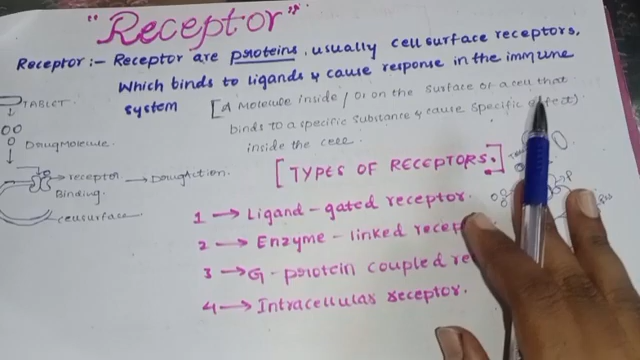 "Receptor"
Receptor :- Receptor are proteins, usually cell surface receptors,
Which binds to ligands & cause response in the immune
system [A Molecule inside / or on the surface of a cell that
binds to a specific substance & cause specific effect)
inside the cell.
TABLET
Drug Molecule
receptor → Doug Action.
Binding.
cell surface
[TYPES OF RECEPTORS.]
1 → Ligand-gated receptor.
2 → Enzyme-linked recep
3 → G-protein coupled re
4 → Intracellular receptor.
P